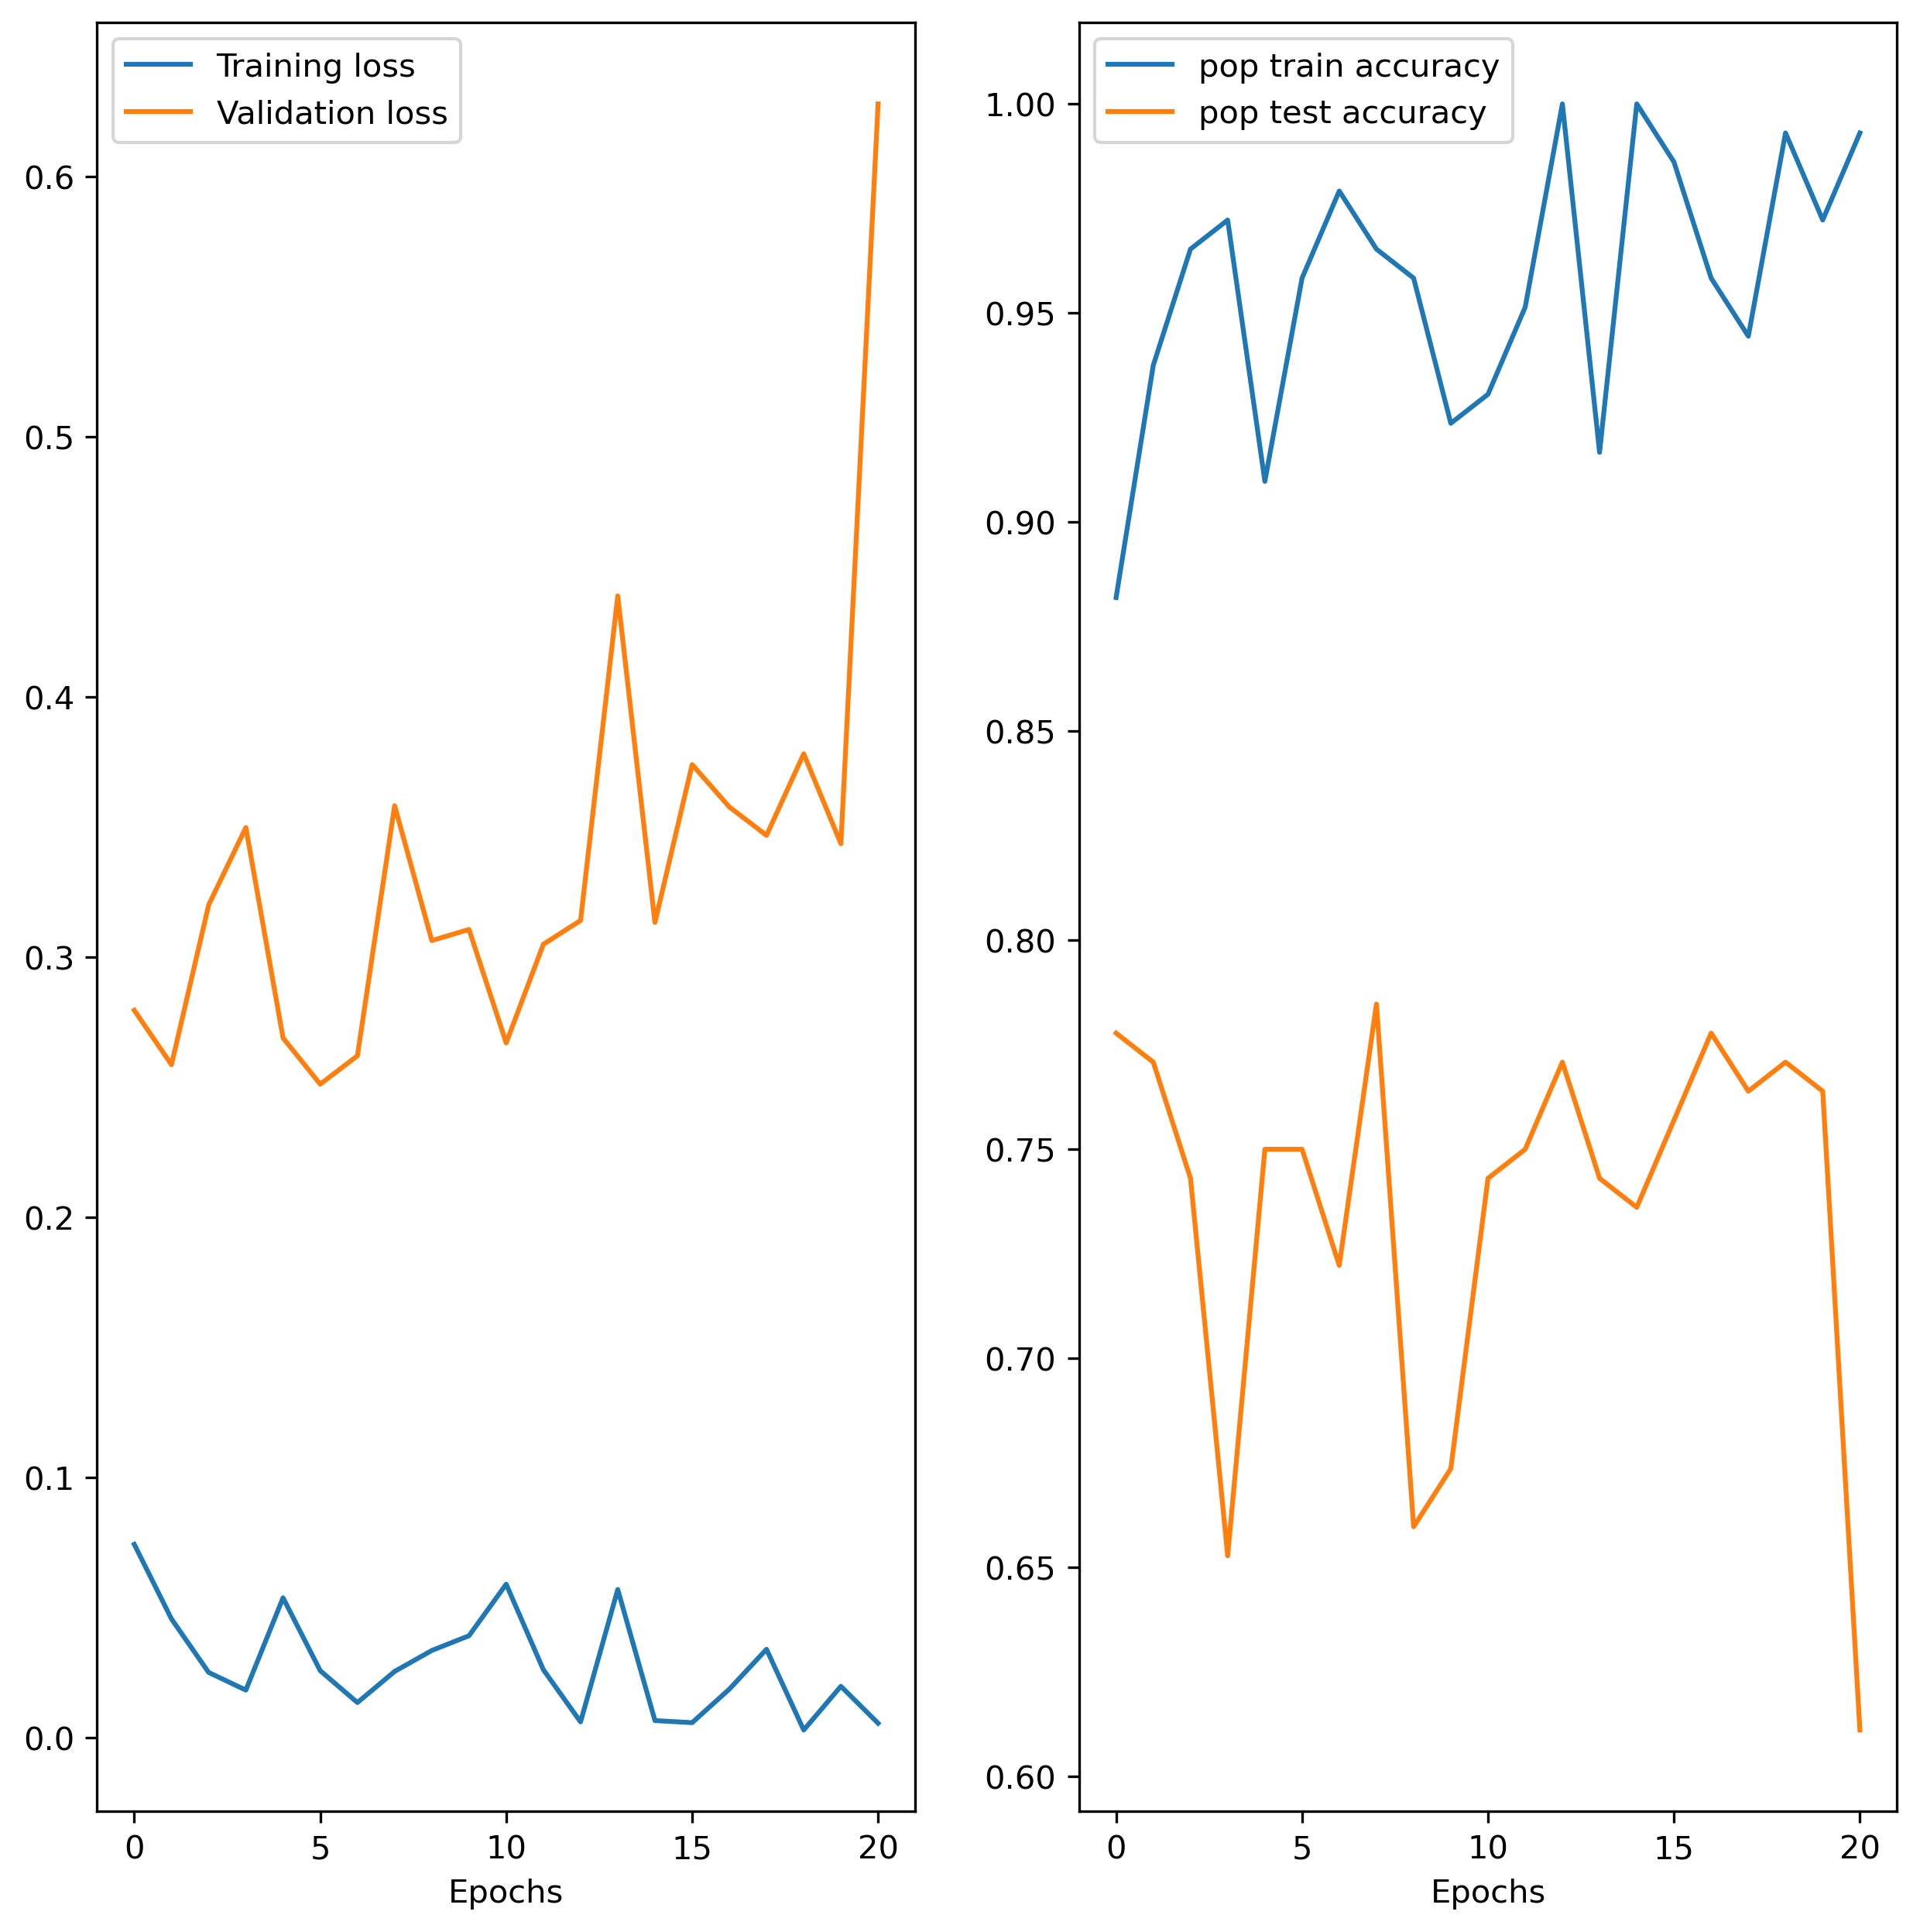 Training loss
Validation loss
0.6
0.5
0.4
0.3
0.2
0.1
0.0
0 5 10 15 20
Epochs
pop train accuracy
pop test accuracy
1.00
0.95
0.90
0.85
0.80
0.75
0.70
0.65
0.60
0 5 10 15 20
Epochs